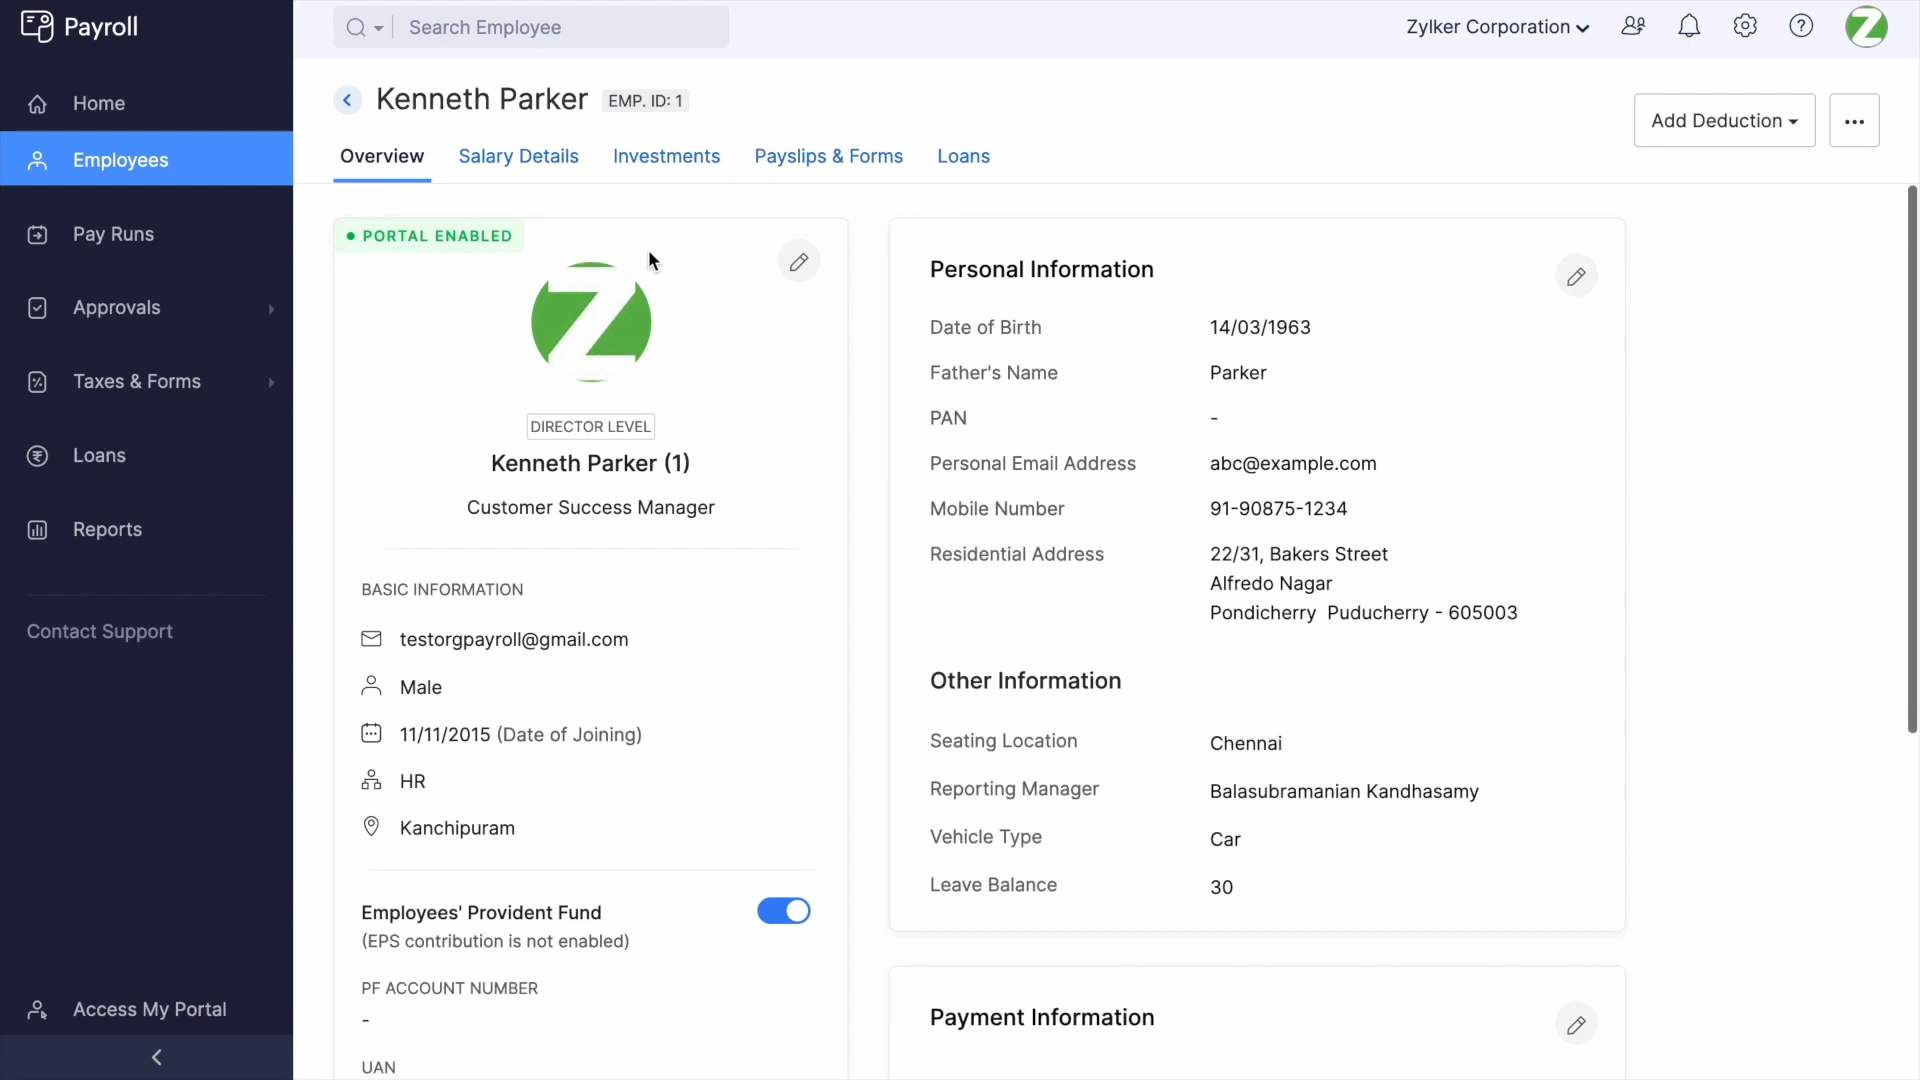 Payroll
Search Employee
Zylker Corporation
Home
Employees
Pay Runs
Approvals
Taxes & Forms
Loans
Reports
Contact Support
Access My Portal
Kenneth Parker EMP. ID: 1
Add Deduction
Overview Salary Details Investments Payslips & Forms Loans
PORTAL ENABLED
DIRECTOR LEVEL
Kenneth Parker (1)
Customer Success Manager
BASIC INFORMATION
testorgpayroll@gmail.com
Male
11/11/2015 (Date of Joining)
HR
Kanchipuram
Employees' Provident Fund
(EPS contribution is not enabled)
PF ACCOUNT NUMBER
-
UAN
Personal Information
Date of Birth 14/03/1963
Father's Name Parker
PAN -
Personal Email Address abc@example.com
Mobile Number 91-90875-1234
Residential Address 22/31, Bakers Street
Alfredo Nagar
Pondicherry Puducherry - 605003
Other Information
Seating Location Chennai
Reporting Manager Balasubramanian Kandhasamy
Vehicle Type Car
Leave Balance 30
Payment Information